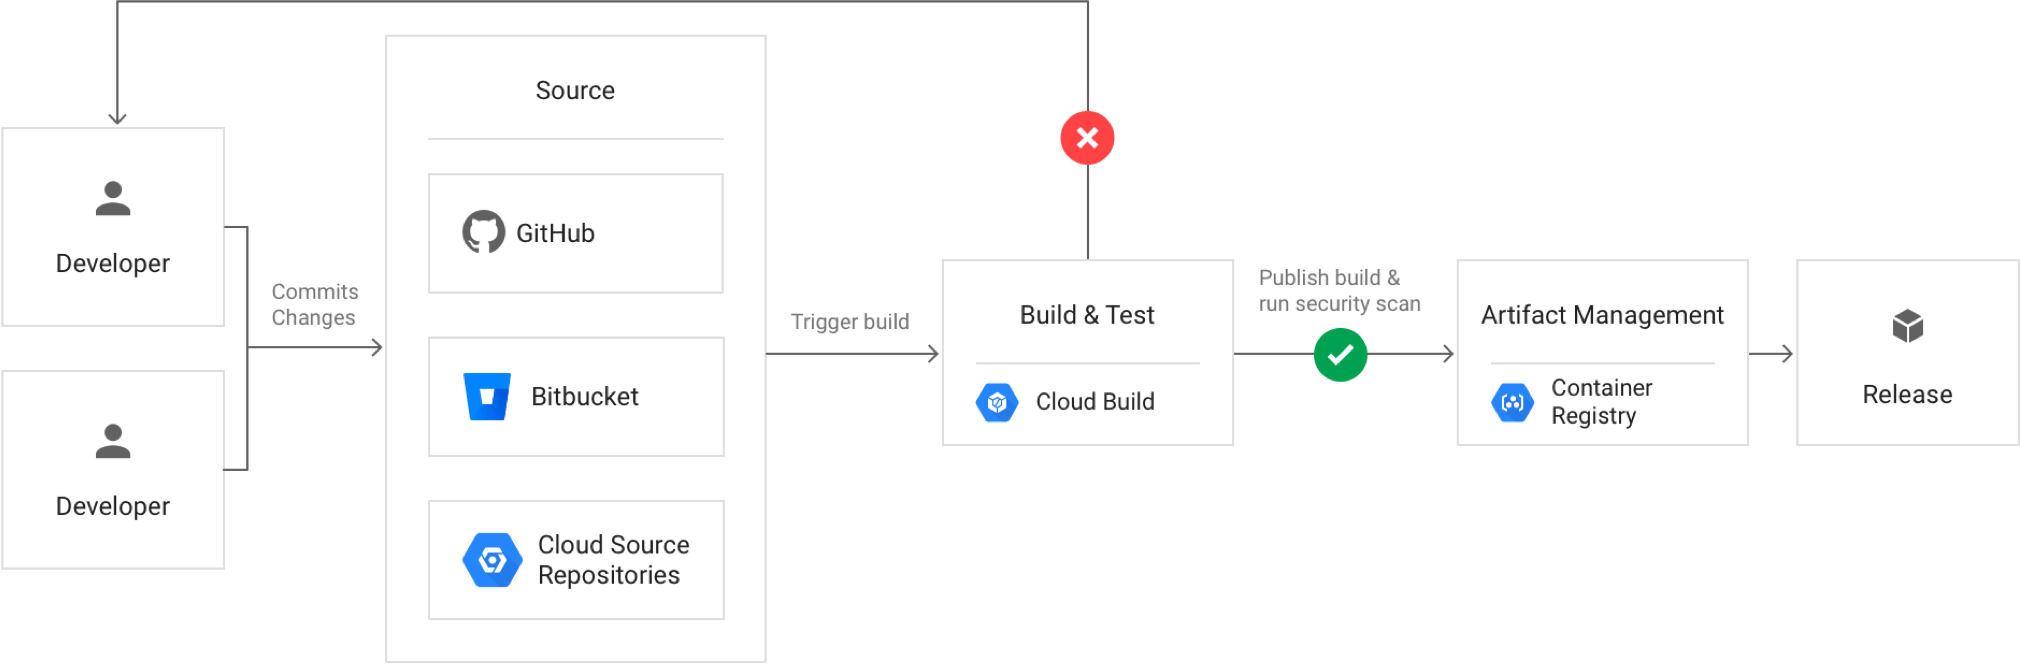 Developer
Developer
Commits
Changes
Source
GitHub
Bitbucket
Cloud Source
Repositories
Trigger build
Build & Test
Cloud Build
Publish build &
run security scan
Artifact Management
Container
Registry
Release